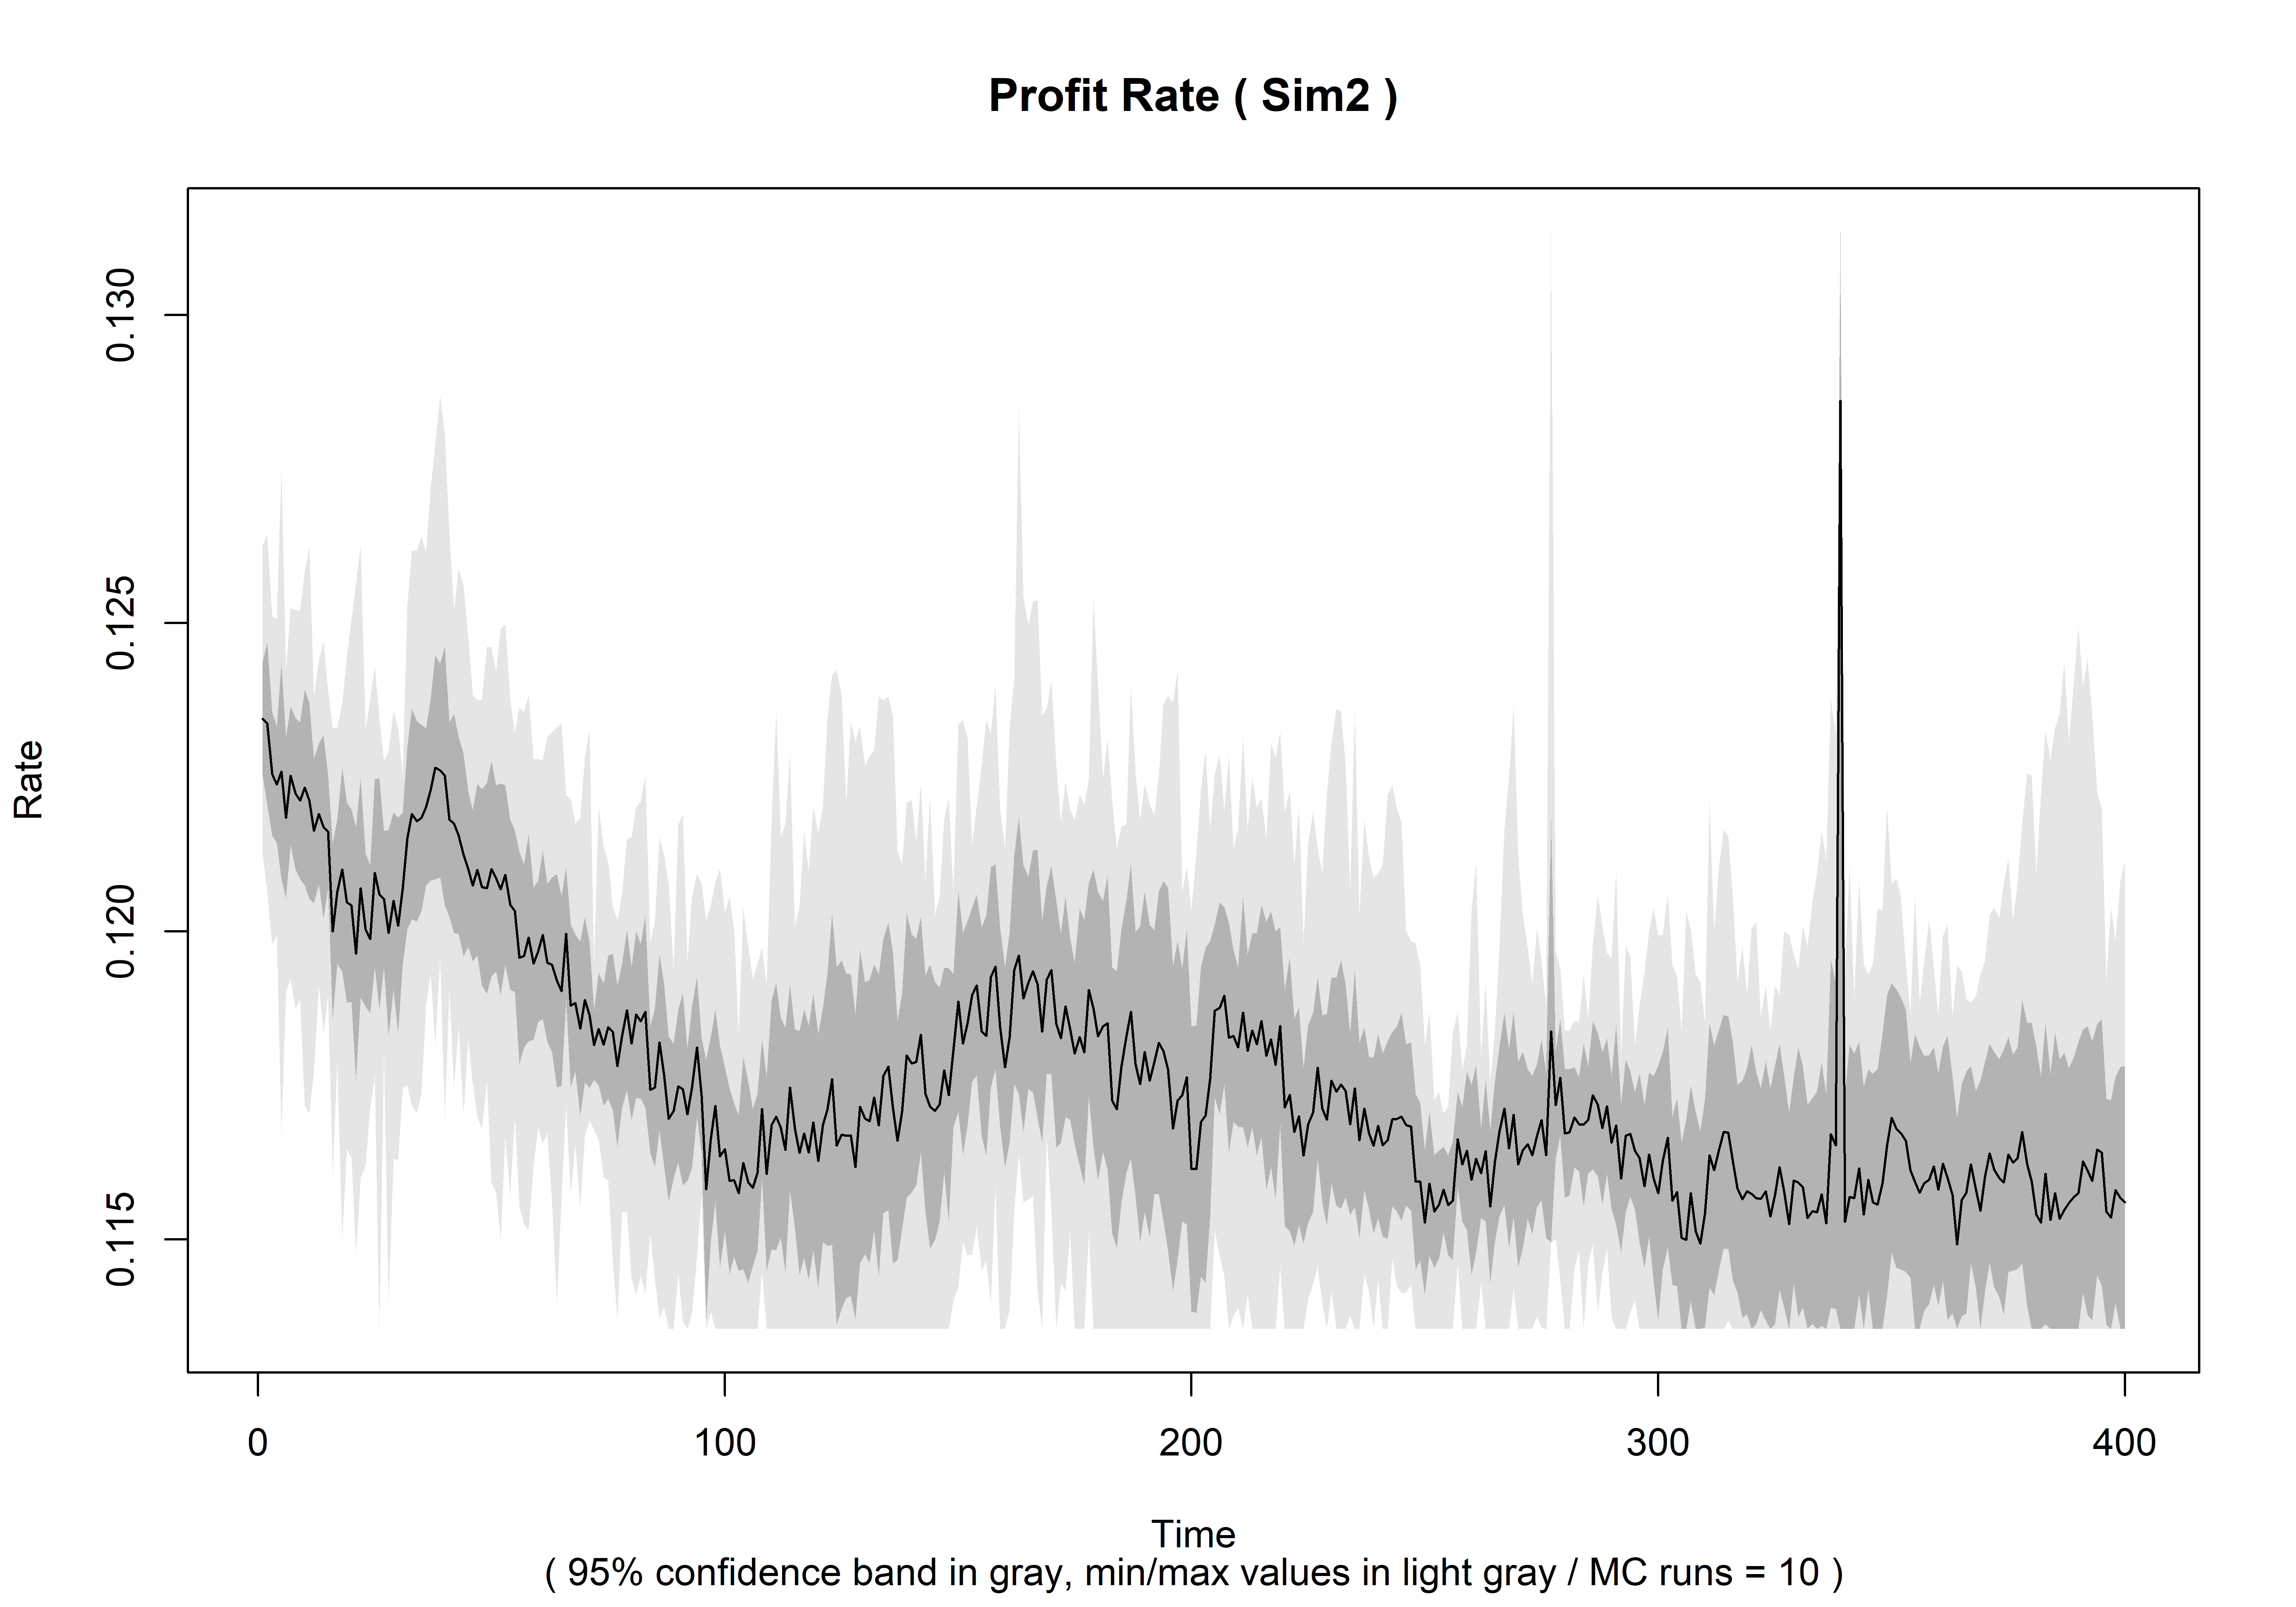 Profit Rate ( Sim2 )
0.130
0.125
0.120
0.115
Rate
0
100
200
300
400
Time
( 95% confidence band in gray, min/max values in light gray / MC runs = 10 )